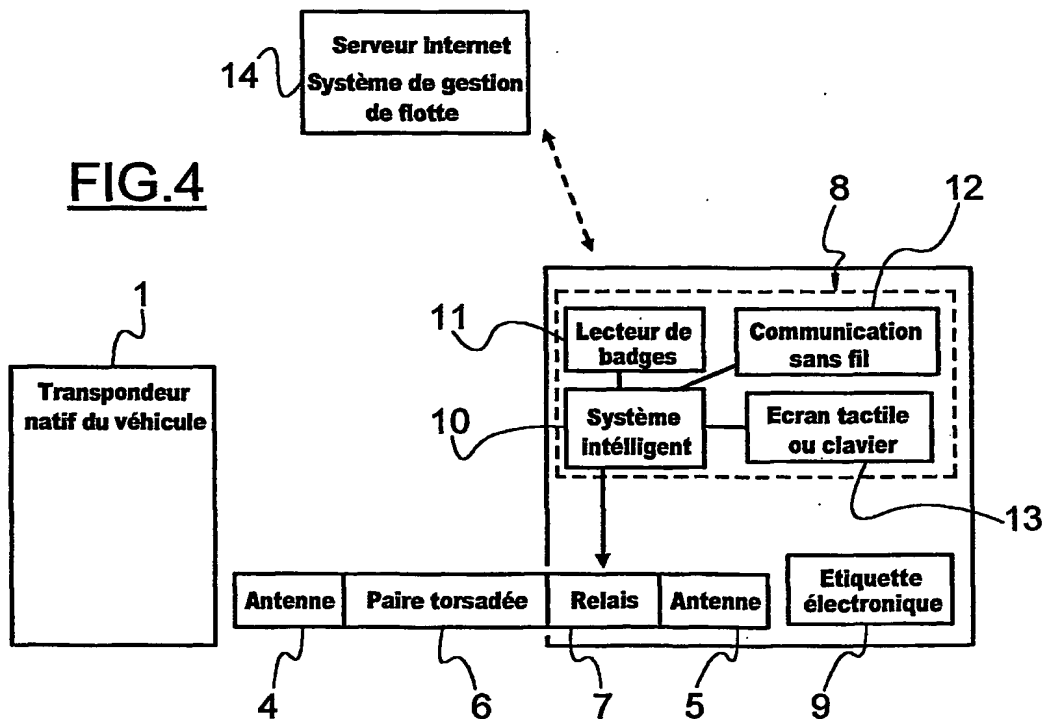 Serveur Internet
Système de gestion
de flotte
14
FIG.4
8
12
1
11
Lecteur de
badges
Communication
sans fil
Transpondeur
natif du véhicule
10
Système
intélligent
Ecran tactile
ou clavier
13
Antenne
Paire torsadée
Relais
Antenne
Etiquette
électronique
4
6
7
5
9